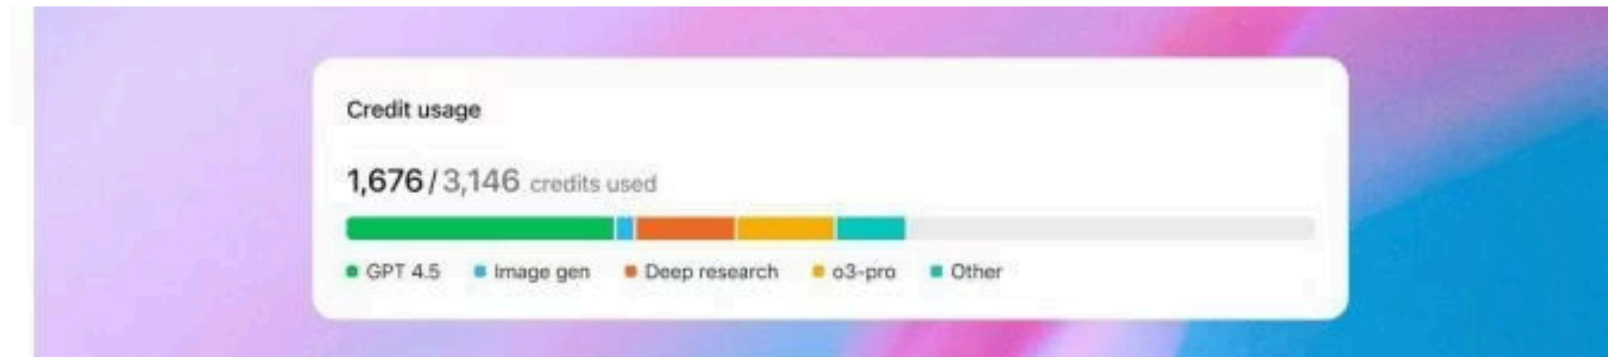 Credit usage
1,676/3,146 credits used
GPT 4.5 Image gen Deep research o3-pro Other